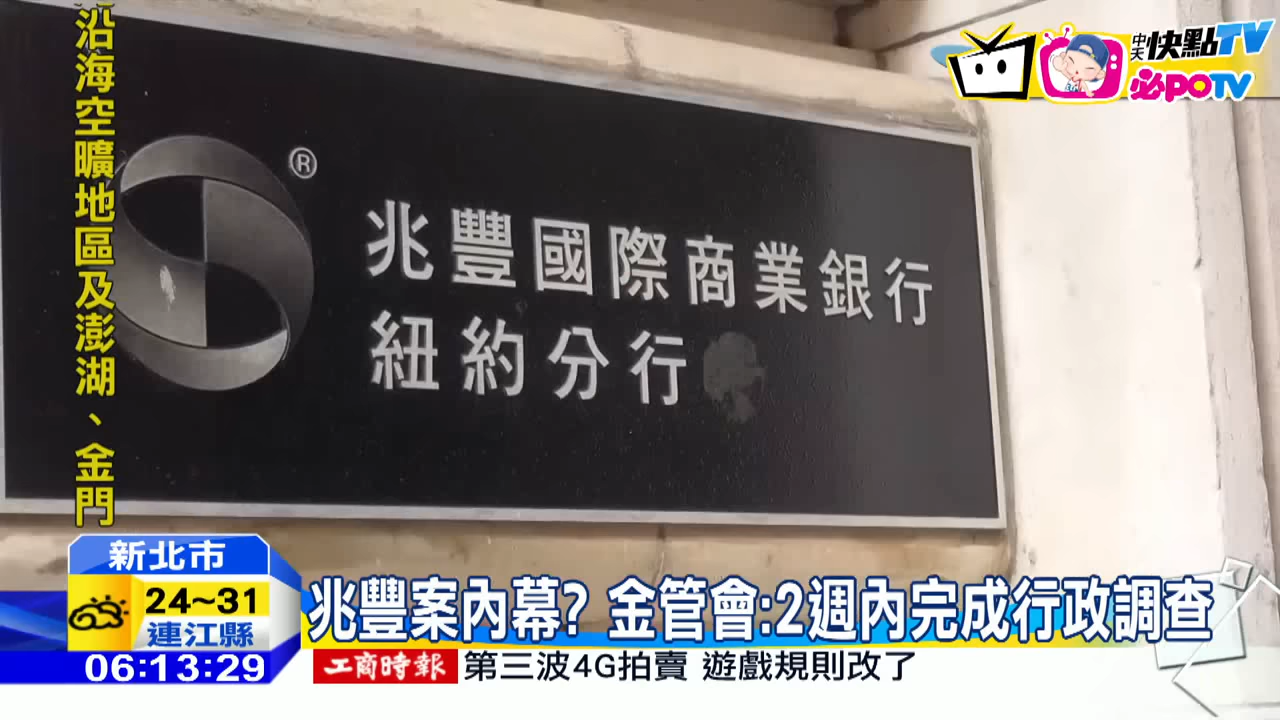 沿海空曠地區及澎湖、金門
中天快點TV
必POTV
®
兆豐國際商業銀行
紐約分行
新北市
24~31
連江縣
06:13:29
兆豐案內幕? 金管會:2週內完成行政調查
工商時報 第三波4G拍賣 遊戲規則改了